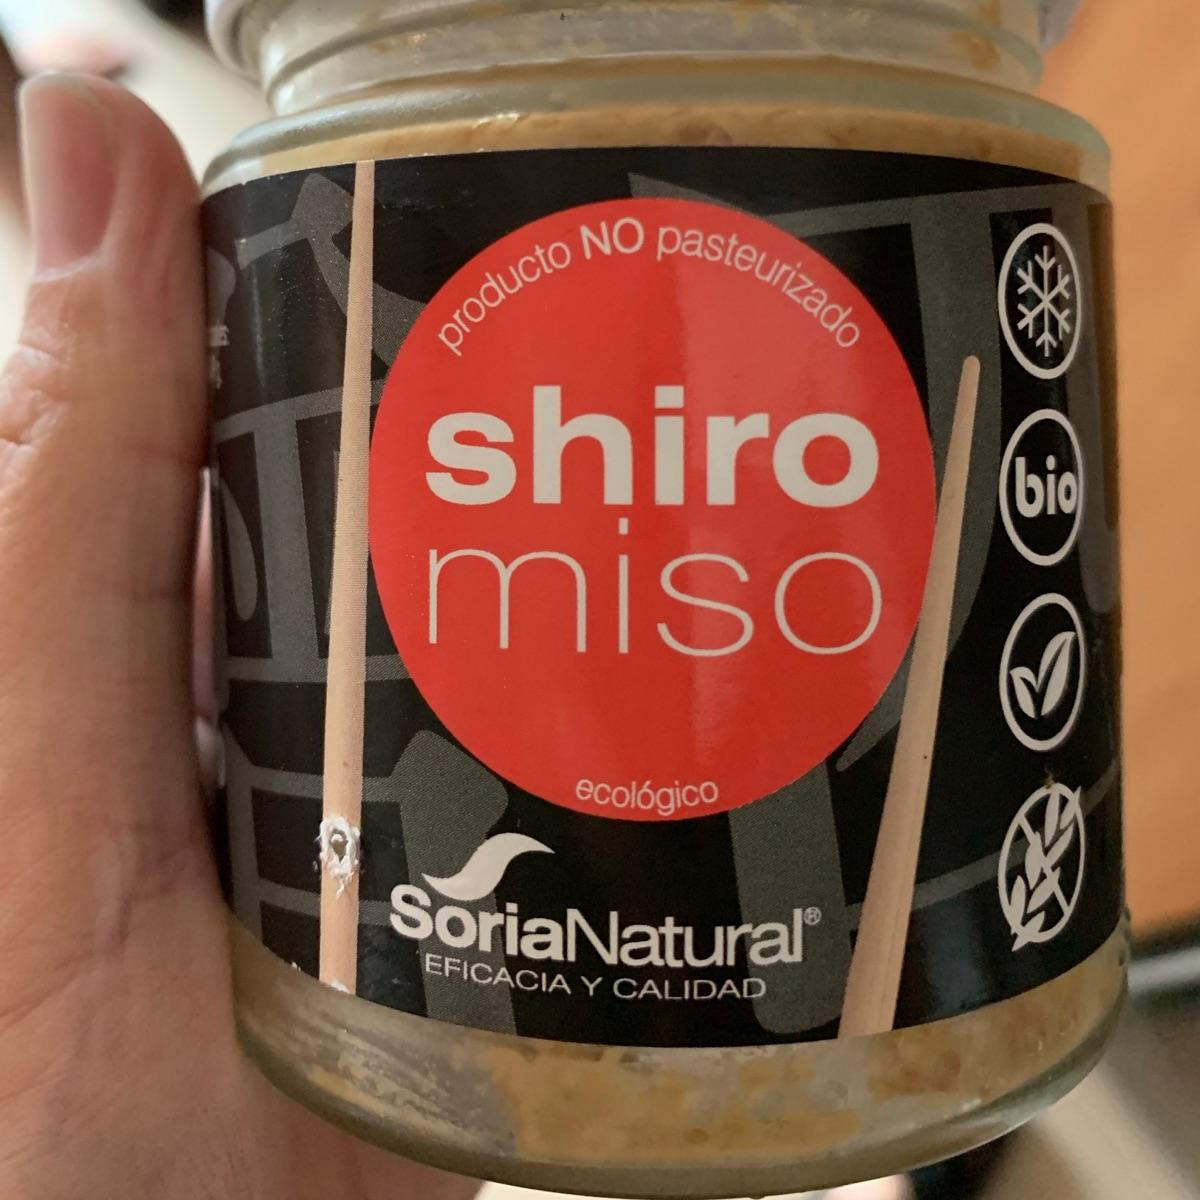 producto NO pasteurizado
shiro
miso
ecológico
SoriaNatural®
EFICACIA Y CALIDAD
bio